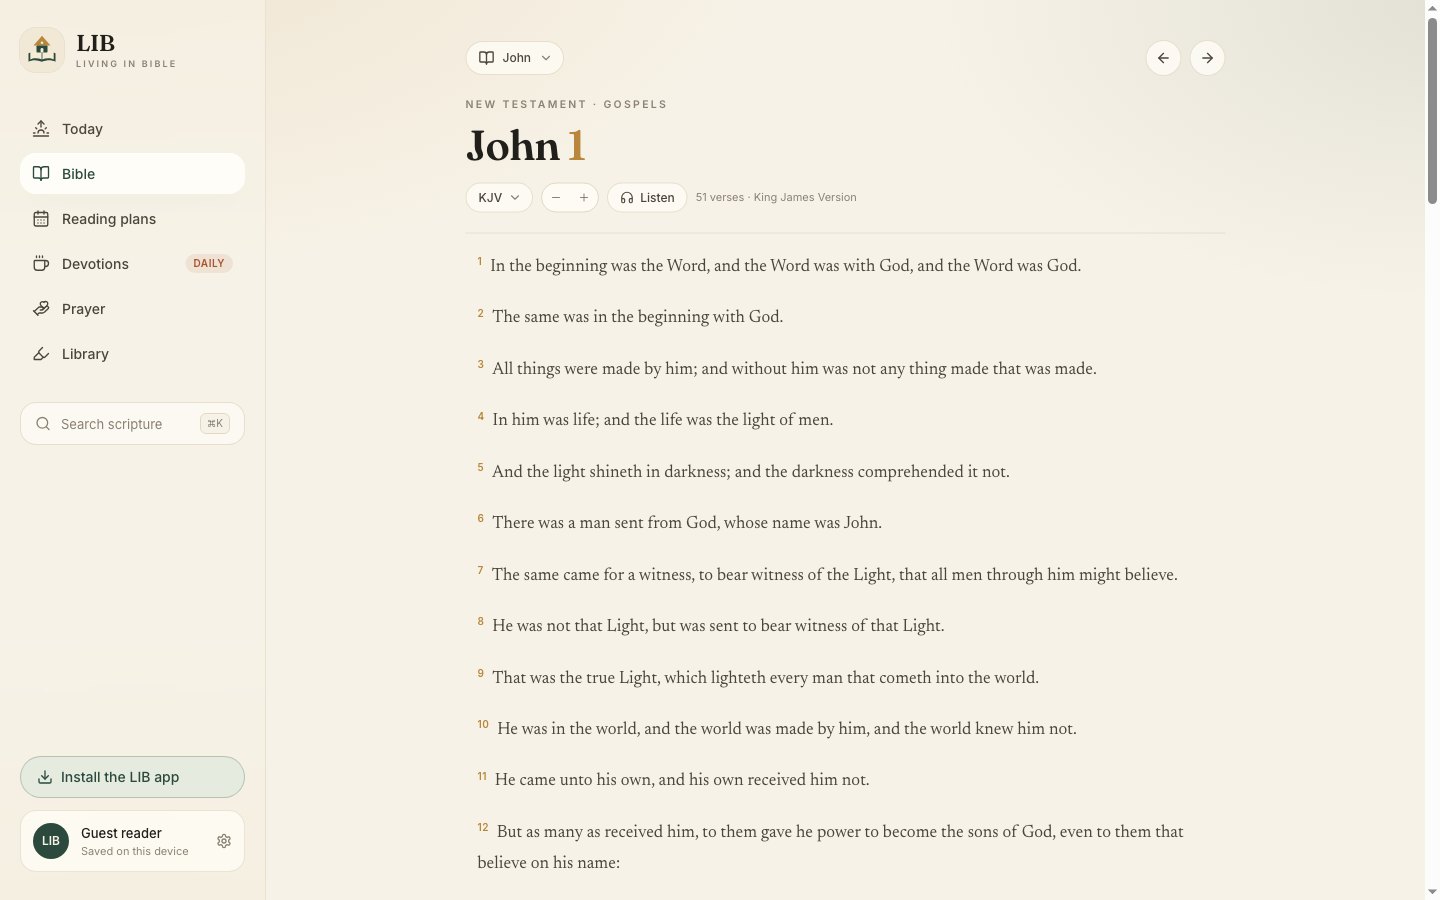 LIB
LIVING IN BIBLE
Today
Bible
Reading plans
Devotions DAILY
Prayer
Library
Search scripture ⌘K
Install the LIB app
LIB
Guest reader
Saved on this device
John
NEW TESTAMENT · GOSPELS
John 1
KJV − + Listen 51 verses · King James Version
1 In the beginning was the Word, and the Word was with God, and the Word was God.
2 The same was in the beginning with God.
3 All things were made by him; and without him was not any thing made that was made.
4 In him was life; and the life was the light of men.
5 And the light shineth in darkness; and the darkness comprehended it not.
6 There was a man sent from God, whose name was John.
7 The same came for a witness, to bear witness of the Light, that all men through him might believe.
8 He was not that Light, but was sent to bear witness of that Light.
9 That was the true Light, which lighteth every man that cometh into the world.
10 He was in the world, and the world was made by him, and the world knew him not.
11 He came unto his own, and his own received him not.
12 But as many as received him, to them gave he power to become the sons of God, even to them that
believe on his name: